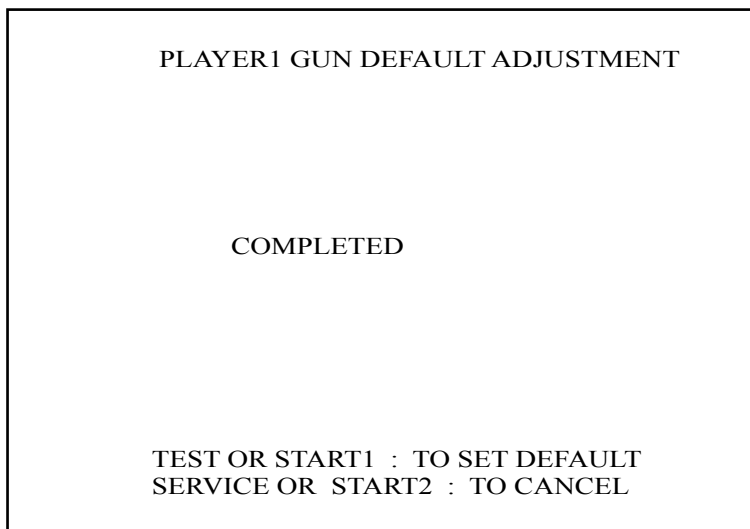 PLAYER1 GUN DEFAULT ADJUSTMENT
COMPLETED
TEST OR START1 : TO SET DEFAULT
SERVICE OR START2 : TO CANCEL